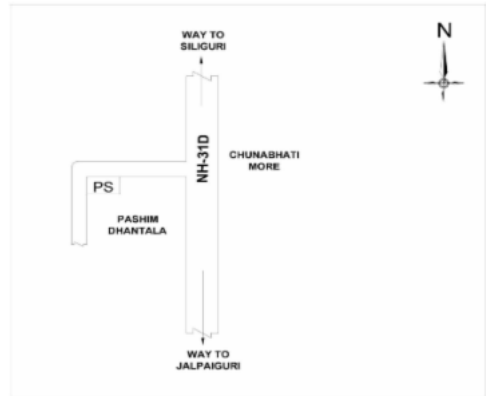 WAY TO
SILIGURI
N
NH-31D
CHUNABHATI
MORE
PS
PASHIM
DHANTALA
WAY TO
JALPAIGURI